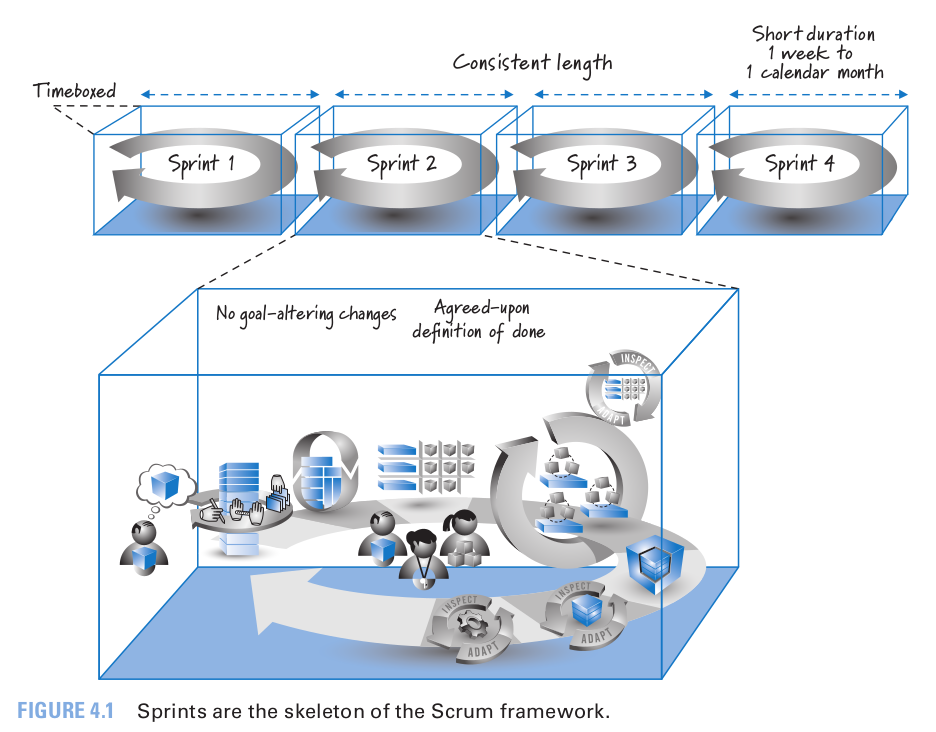 Short duration
1 week to
1 calendar month
Consistent length
Timeboxed
Sprint 1
Sprint 2
Sprint 3
Sprint 4
No goal-altering changes
Agreed-upon
definition of done
INSPECT
ADAPT
INSPECT
ADAPT
INSPECT
ADAPT
FIGURE 4.1 Sprints are the skeleton of the Scrum framework.